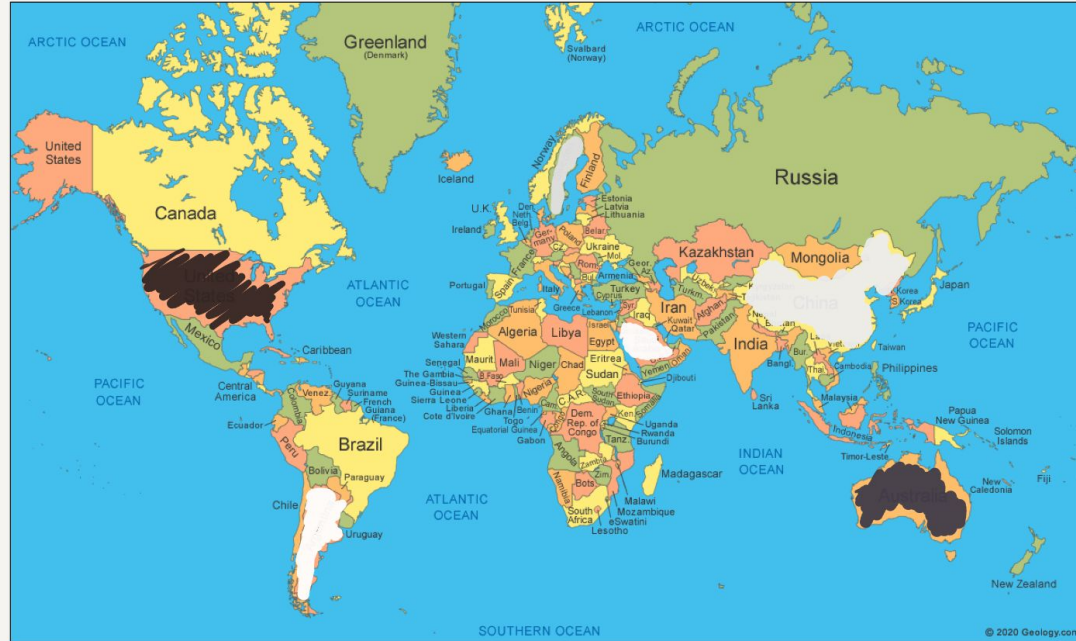 ARCTIC OCEAN
ARCTIC OCEAN
Greenland
(Denmark)
Svalbard
(Norway)
United
States
Canada
Iceland
Norway
Finland
Russia
Estonia
Latvia
Lithuania
Den.
Neth
Belg
U.K.
Ireland
Ger-
many
Poland
Belar.
Cz.
Ukraine
Mol.
France
Rom.
Bul.
Kazakhstan
Mongolia
United
States
ATLANTIC
OCEAN
Portugal
Spain
Italy
Greece
Geor.
Az.
Armenia
Turkey
Cyprus
Lebanon
Syr.
Iraq
Israel
Iran
Kuwait
Qatar
Uzbek.
Turkm.
Afghan.
Pakistan
China
N. Korea
S. Korea
Japan
PACIFIC
OCEAN
Mexico
Morocco
Tunisia
Algeria
Libya
Egypt
Western
Sahara
India
Bangl.
Bur.
Viet.
Thai.
Taiwan
Cambodia
Philippines
Caribbean
Central
America
PACIFIC
OCEAN
Maurit.
Mali
Niger
Chad
Eritrea
Sudan
Yemen
Oman
Djibouti
Senegal
The Gambia
Guinea-Bissau
Guinea
Sierra Leone
Liberia
Cote d'Ivoire
B. Faso
Ghana
Togo
Benin
Nigeria
Cam.
C.A.R.
South
Sudan
Ethiopia
Somalia
Equatorial Guinea
Gabon
Congo
Dem.
Rep. of
Congo
Ken.
Uganda
Rwanda
Burundi
Tanz.
Sri
Lanka
Malaysia
Indonesia
Papua
New Guinea
Solomon
Islands
Timor-Leste
Venez.
Guyana
Suriname
French
Guiana
(France)
Colombia
Ecuador
Peru
Brazil
Bolivia
Paraguay
Chile
Uruguay
ATLANTIC
OCEAN
Angola
Zambia
Zim.
Namibia
Bots.
South
Africa
Madagascar
Malawi
Mozambique
eSwatini
Lesotho
INDIAN
OCEAN
Australia
New
Caledonia
Fiji
New Zealand
SOUTHERN OCEAN
© 2020 Geology.com